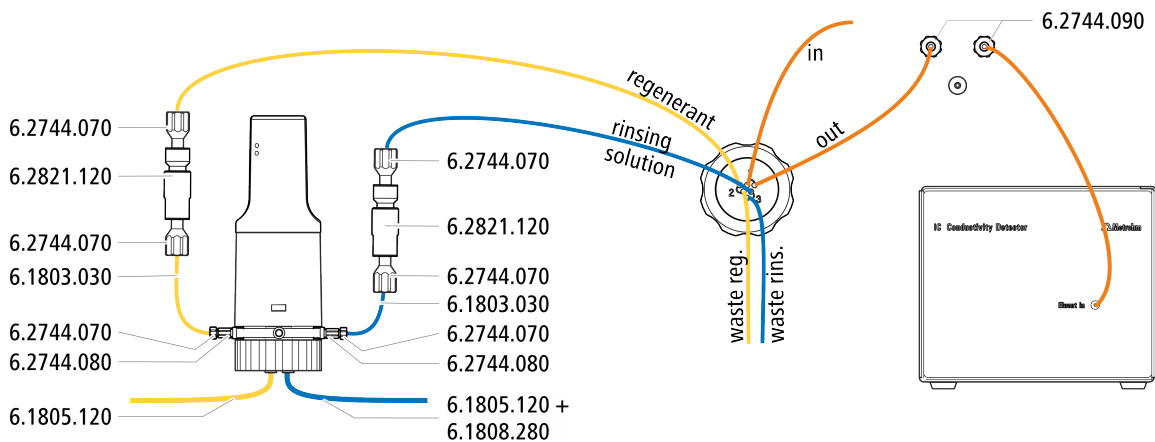 6.2744.090
in
regenerant
6.2744.070
out
rinsing
solution
6.2744.070
6.2821.120
2
3
6.2821.120
IC Conductivity Detector
Metrohm
6.2744.070
6.2744.070
6.1803.030
6.1803.030
waste reg.
waste rins.
Eluent in
6.2744.070
6.2744.070
6.2744.080
6.2744.080
6.1805.120
6.1805.120 +
6.1808.280